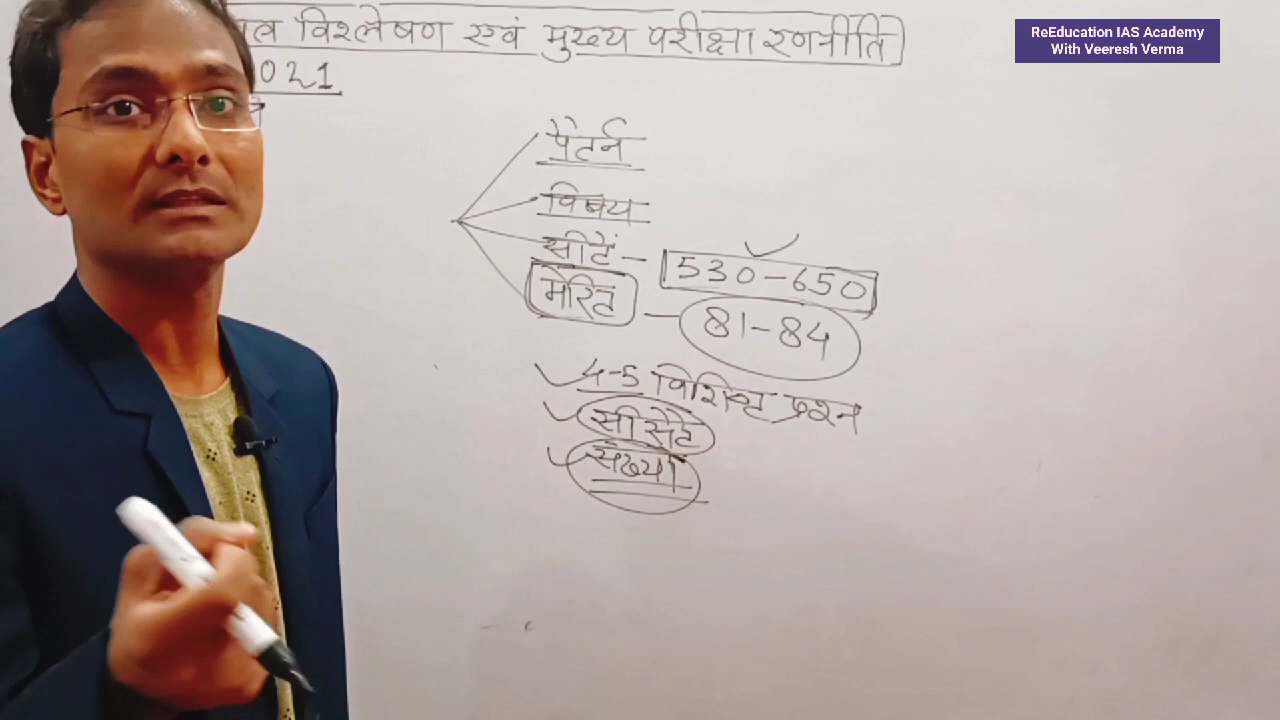 विश्लेषण एवं मुख्य परीक्षा रणनीति
021
ReEducation IAS Academy
With Veeresh Verma
पैटर्न
विषय
सीटें - 530-650
मेरिट - 81-84
4-5 विशिष्ट प्रश्न
सीसैट
संख्या